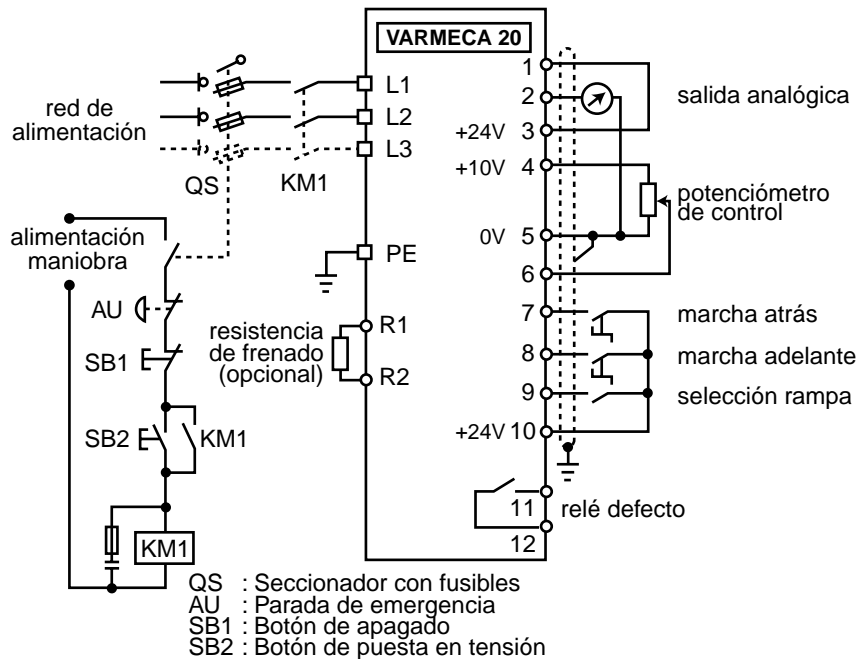 VARMECA 20
red de
alimentación
L1
L2
L3
QS
KM1
1
2
+24V 3
+10V 4
0V 5
6
salida analógica
potenciómetro
de control
alimentación
maniobra
PE
AU
SB1
SB2
KM1
KM1
resistencia
de frenado
(opcional)
R1
R2
7
8
9
+24V 10
11
12
marcha atrás
marcha adelante
selección rampa
relé defecto
QS : Seccionador con fusibles
AU : Parada de emergencia
SB1 : Botón de apagado
SB2 : Botón de puesta en tensión